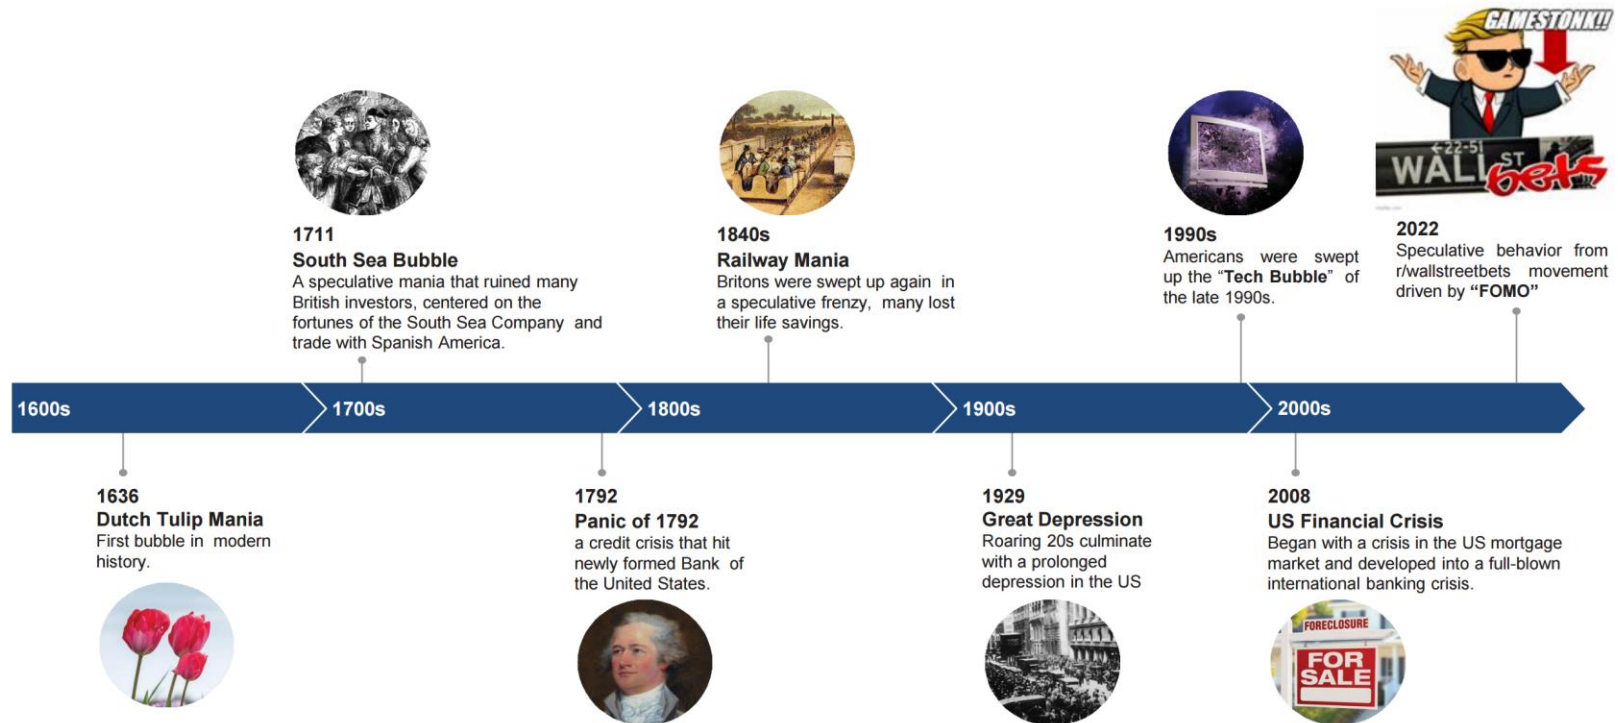 GAMESTONK!!
←22-51
WALL ST
bets
1711
South Sea Bubble
A speculative mania that ruined many
British investors, centered on the
fortunes of the South Sea Company and
trade with Spanish America.
1840s
Railway Mania
Britons were swept up again in
a speculative frenzy, many lost
their life savings.
1990s
Americans were swept
up the “Tech Bubble” of
the late 1990s.
2022
Speculative behavior from
r/wallstreetbets movement
driven by “FOMO”
1600s
1700s
1800s
1900s
2000s
1636
Dutch Tulip Mania
First bubble in modern
history.
1792
Panic of 1792
a credit crisis that hit
newly formed Bank of
the United States.
1929
Great Depression
Roaring 20s culminate
with a prolonged
depression in the US
2008
US Financial Crisis
Began with a crisis in the US mortgage
market and developed into a full-blown
international banking crisis.
FORECLOSURE
FOR
SALE